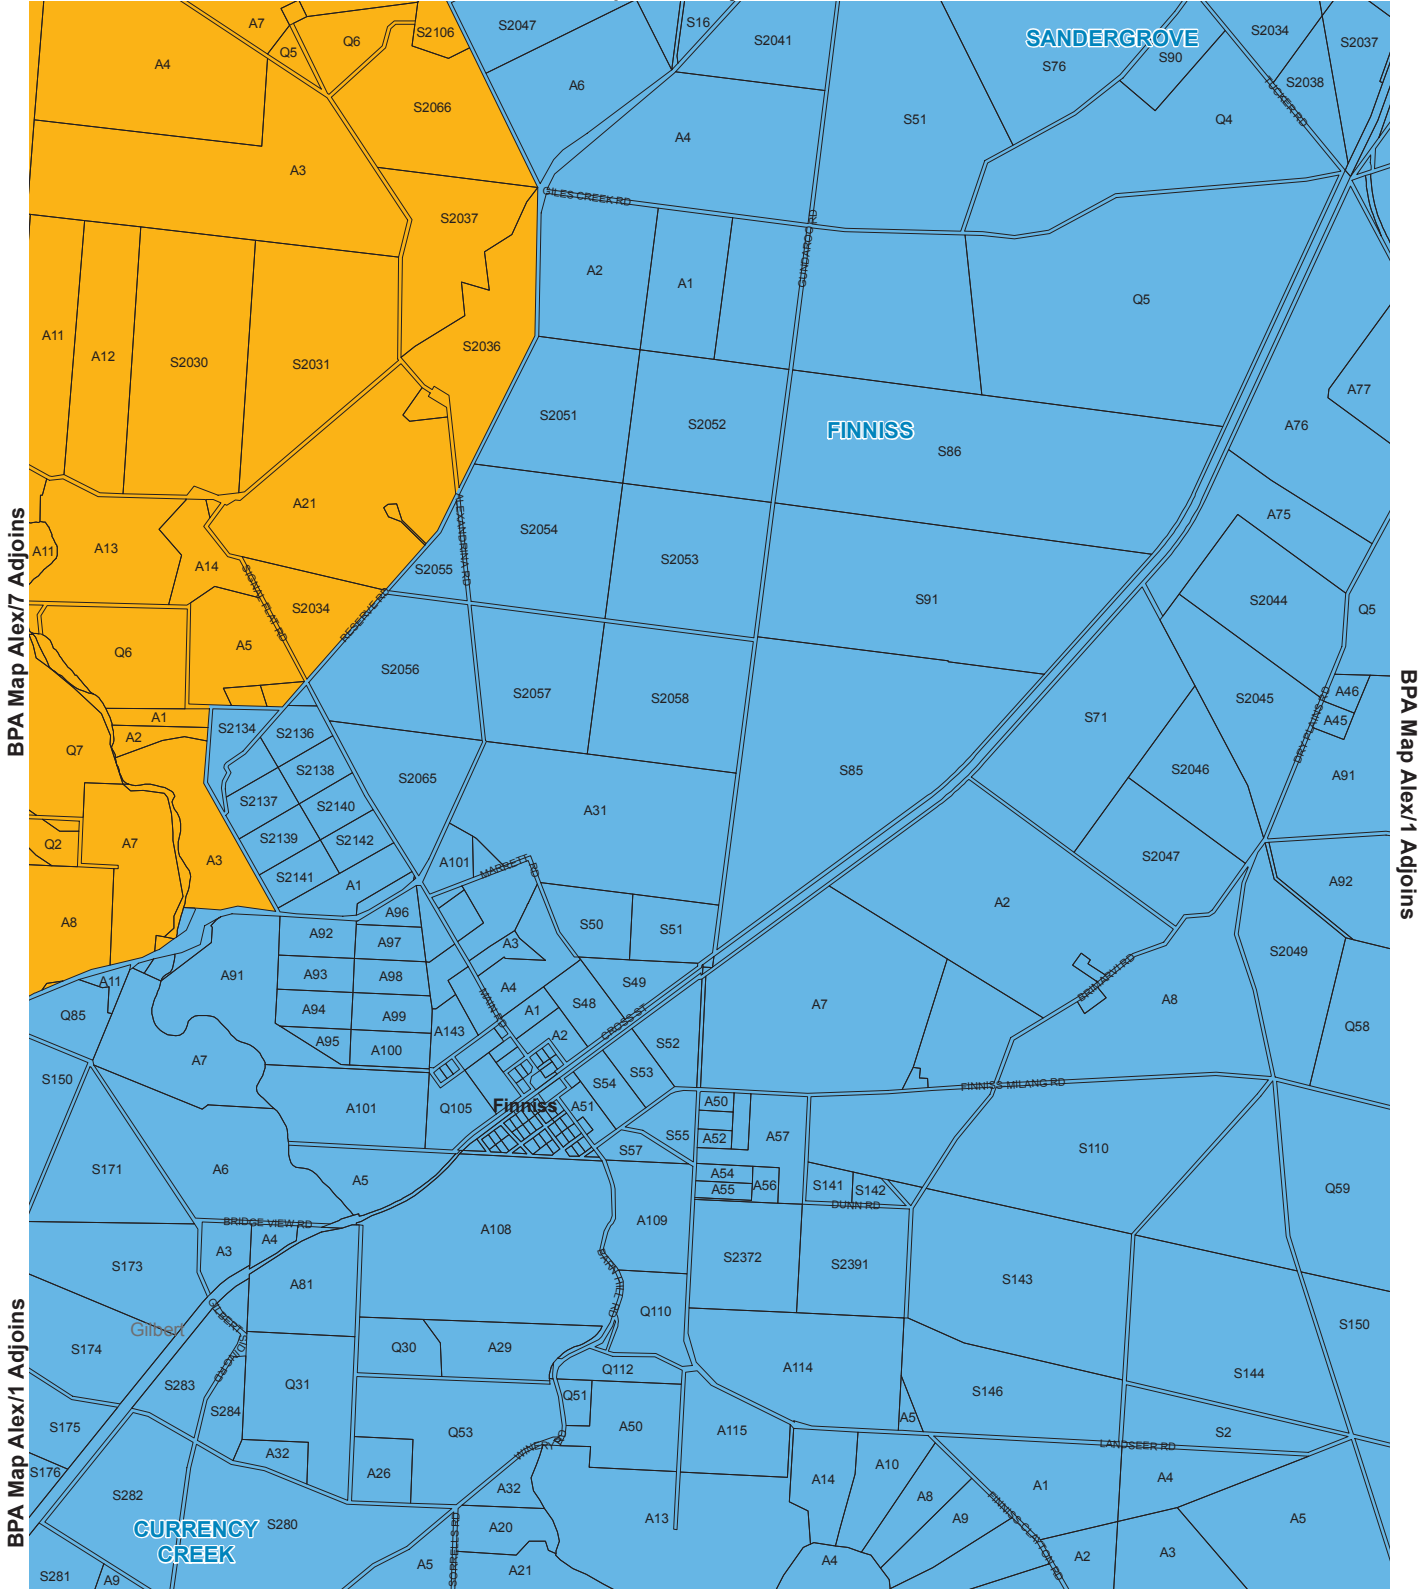 A7
S2106
S2047
S16
S2041
SANDERGROVE
S2034
S2037
A4
Q5
Q6
S76
S90
S2038
S2066
A6
TUCKER RD
A4
S51
Q4
A3
S2037
GILES CREEK RD
GUNDAROO RD
A2
A1
Q5
A11
A12
S2030
S2031
S2036
A77
S2051
S2052
FINNISS
S86
A76
A21
ALEXANDRINA RD
A75
A11
A13
A14
S2054
S2053
SIGNAL FLAT RD
S2055
S2034
RESERVE RD
S91
S2044
Q5
BPA Map Alex/7 Adjoins
Q6
A5
S2056
S2057
S2058
S71
S2045
A46
A45
DRY PLAINS RD
BPA Map Alex/1 Adjoins
A1
A2
Q7
S2134
S2136
S2138
S2065
S85
S2046
A91
S2137
S2140
A31
Q2
A7
A3
S2139
S2142
A101
MARRETT RD
S2047
S2141
A1
A92
A8
A96
A92
A97
A3
S50
S51
A2
S2049
A11
A91
A93
A98
A4
S49
BRIMARVI RD
A94
A99
MAIN RD
A1
S48
CROSS ST
A7
A8
Q85
A95
A100
A143
A2
S52
Q58
S150
A7
S54
S53
FINNISS MILANG RD
A101
Q105
Finniss
A51
A50
S55
A52
A57
S171
A6
A5
S57
A54
A55
A56
S141
S142
S110
Q59
DUNN RD
BRIDGE VIEW RD
A108
A109
A3
A4
S173
A81
BARN HILL RD
S2372
S2391
S143
GILBERT SIDING RD
Gilbert
Q110
S150
BPA Map Alex/1 Adjoins
S174
Q30
A29
Q112
A114
S144
S283
Q31
Q51
S146
S284
A50
A5
S175
Q53
A115
S2
LANDSEER RD
WINERY RD
A32
A26
S176
A14
A10
A4
A32
A1
S282
A8
FINNISS CLAYTON RD
CURRENCY
CREEK
S280
A20
A13
A9
A5
SORRELLS RD
A2
A3
S281
A9
A5
A21
A4